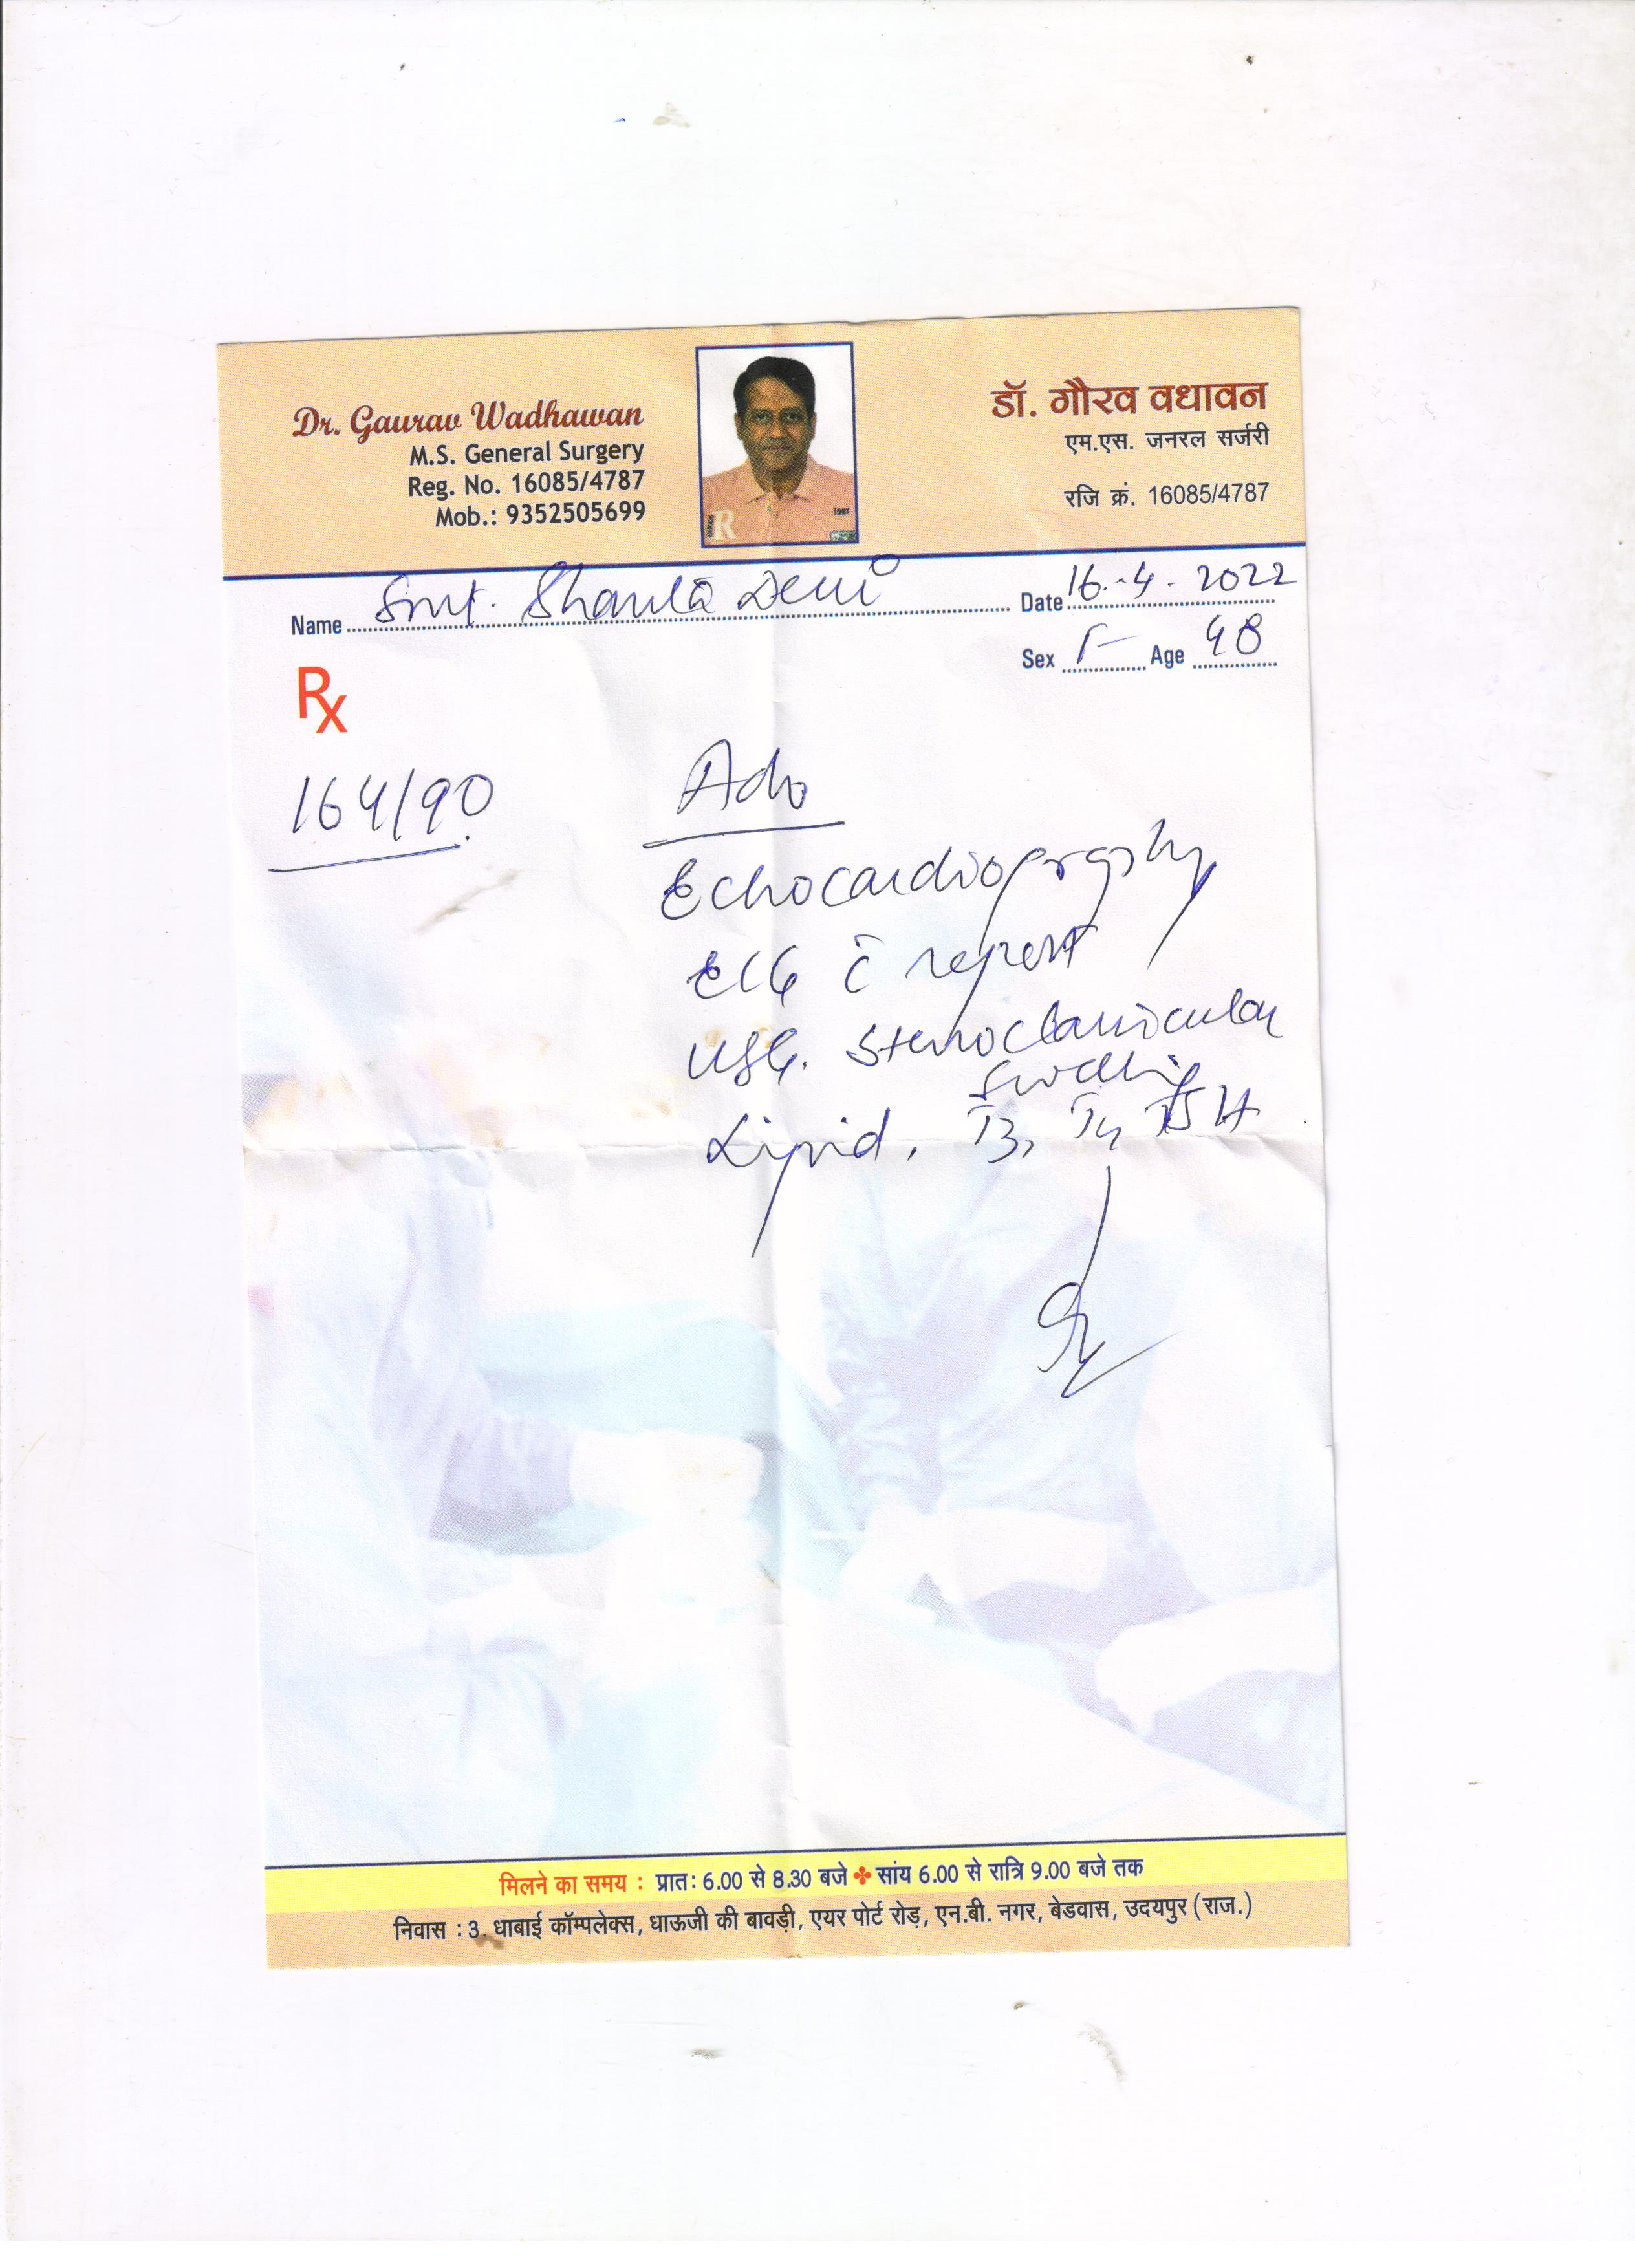 Dr. Gaurav Wadhawan
M.S. General Surgery
Reg. No. 16085/4787
Mob.: 9352505699
डॉ. गौरव वधावन
एम.एस. जनरल सर्जरी
रजि क्रं. 16085/4787
Name Smt. Shanta Devi Date 16.4.2022
Sex F Age 48
Rx
164/90
Adv
Echocardiography
ECG c̄ report
USG. Sternoclavicular
Swelling
Lipid, T3, T4 TSH
मिलने का समय : प्रातः 6.00 से 8.30 बजे ✤ सांय 6.00 से रात्रि 9.00 बजे तक
निवास : 3. धाबाई कॉम्पलेक्स, धाऊजी की बावड़ी, एयर पोर्ट रोड़, एन.बी. नगर, बेडवास, उदयपुर (राज.)